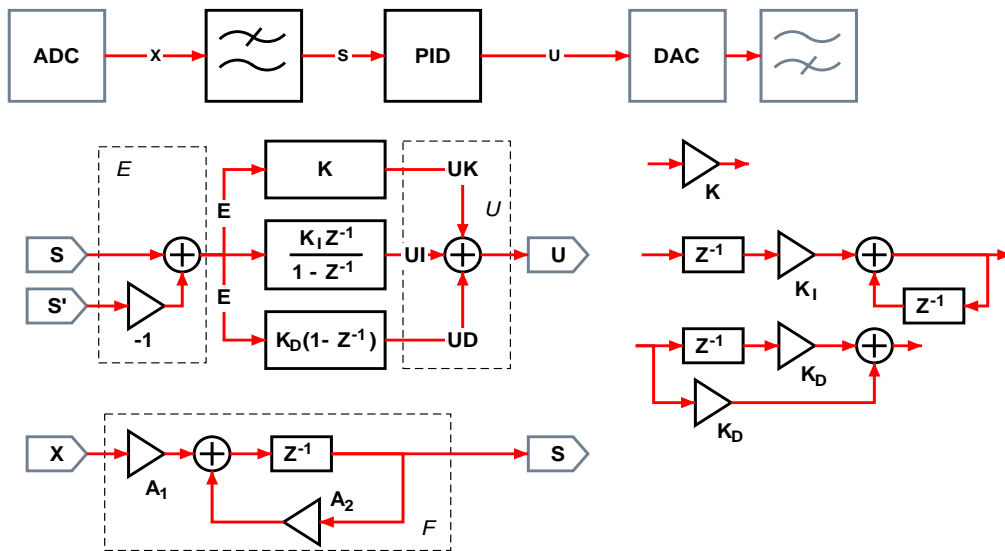 ADC
X
S
PID
U
DAC
E
K
UK
U
K
E
S
K_I Z^-1
1 - Z^-1
UI
U
Z^-1
K_I
Z^-1
S'
-1
E
K_D(1- Z^-1)
UD
Z^-1
K_D
K_D
X
A_1
Z^-1
A_2
F
S